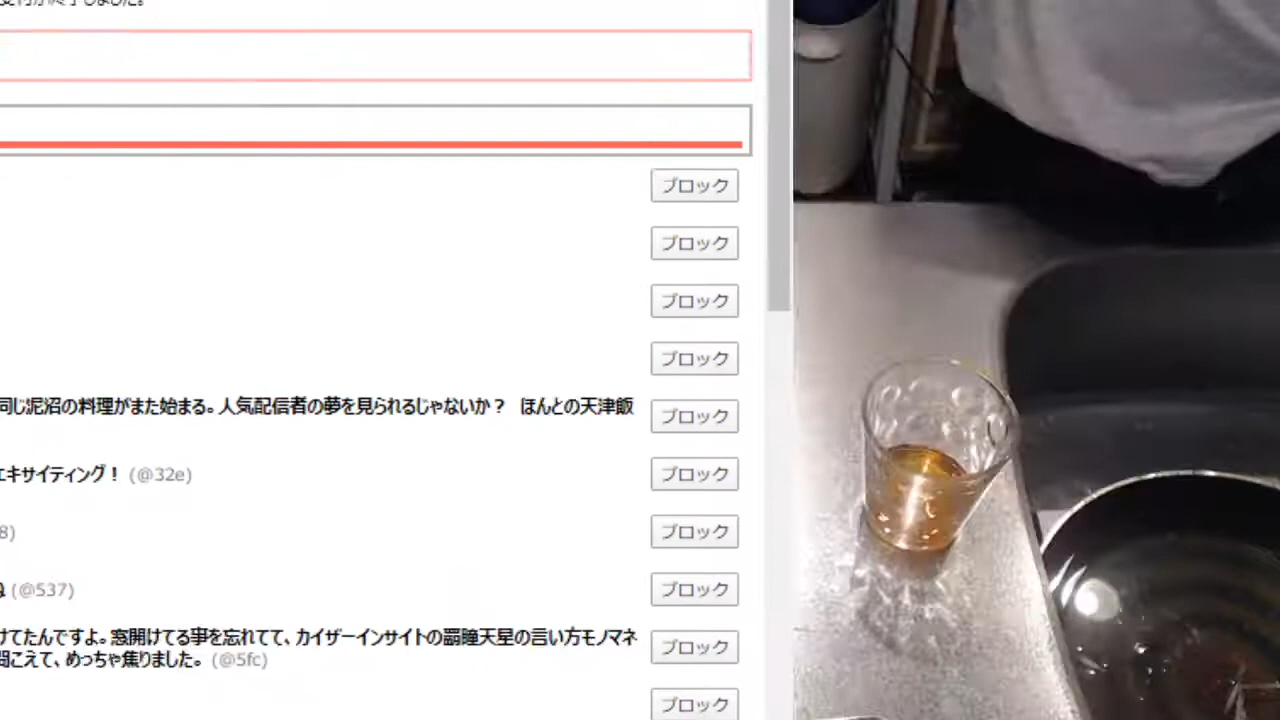 ブロック
ブロック
ブロック
ブロック
同じ泥沼の料理がまた始まる。人気配信者の夢を見られるじゃないか？ ほんとの天津飯
ブロック
エキサイティング！ (@32e)
ブロック
8)
ブロック
(@537)
ブロック
けてたんですよ。窓開けてる事を忘れてて、カイザーインサイトの羂瞳天星の言い方モノマネ
聞こえて、めっちゃ焦りました。 (@5fc)
ブロック
ブロック